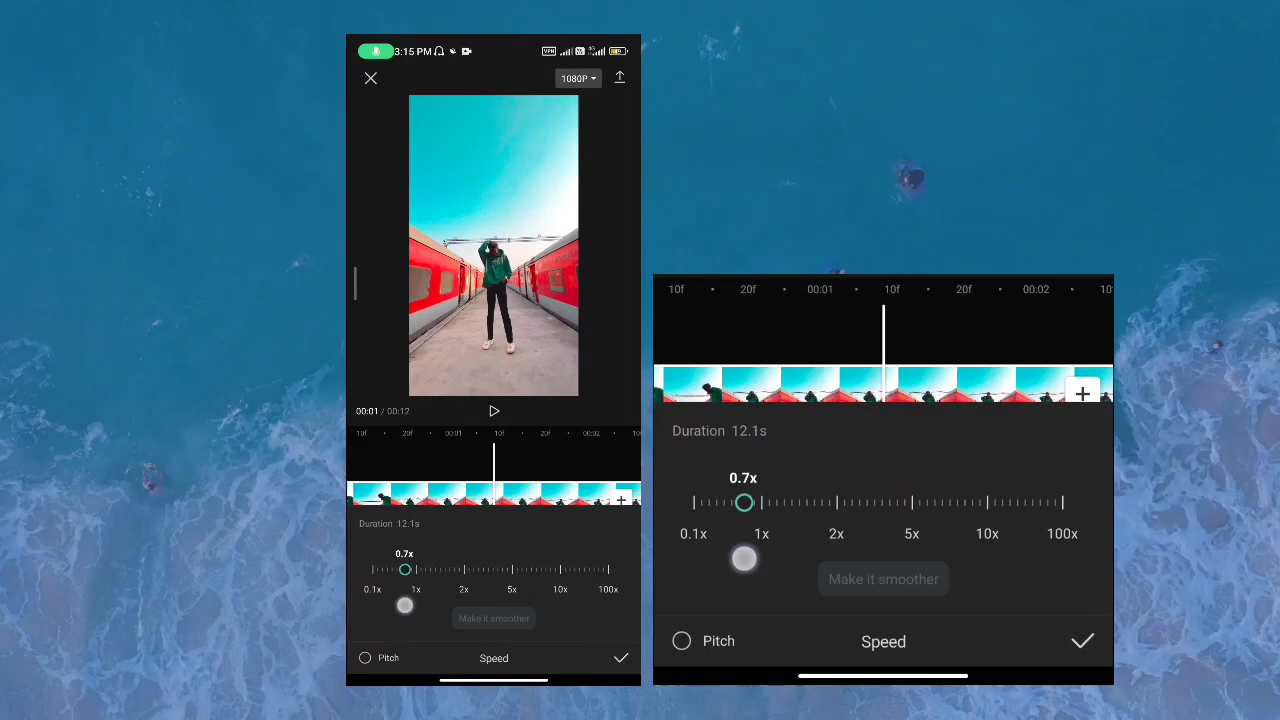 3:15 PM
VPN
4G
1080P
00:01 / 00:12
10f 20f 00:01 10f 20f 00:02
Duration 12.1s
0.7x
0.1x 1x 2x 5x 10x 100x
Make it smoother
Pitch Speed
10f 20f 00:01 10f 20f 00:02 10
Duration 12.1s
0.7x
0.1x 1x 2x 5x 10x 100x
Make it smoother
Pitch Speed